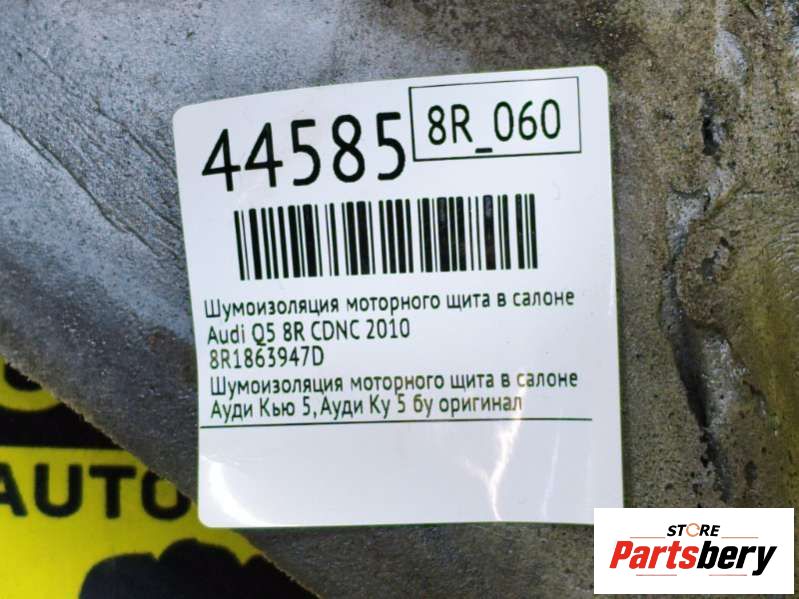 44585
8R_060
Шумоизоляция моторного щита в салоне
Audi Q5 8R CDNC 2010
8R1863947D
Шумоизоляция моторного щита в салоне
Ауди Кью 5, Ауди Ку 5 бу оригинал
AUTO
STORE
Partsbery